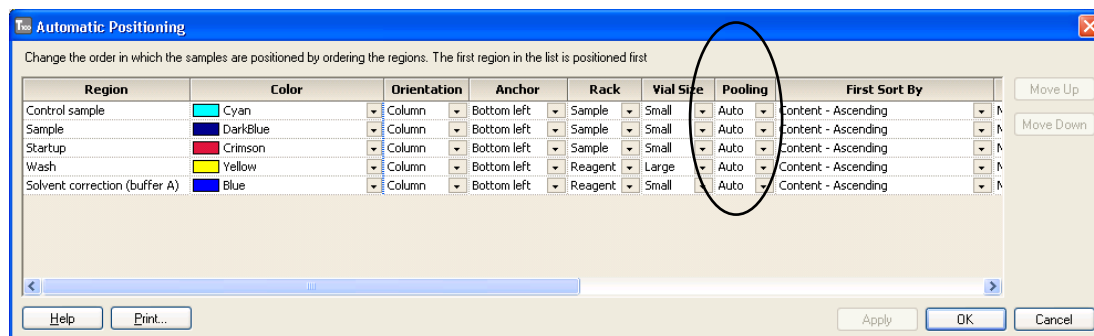 T100 Automatic Positioning
Change the order in which the samples are positioned by ordering the regions. The first region in the list is positioned first
Region Color Orientation Anchor Rack Vial Size Pooling First Sort By
Control sample Cyan Column Bottom left Sample Small Auto Content - Ascending N
Sample DarkBlue Column Bottom left Sample Small Auto Content - Ascending N
Startup Crimson Column Bottom left Sample Small Auto Content - Ascending N
Wash Yellow Column Bottom left Reagent Large Auto Content - Ascending N
Solvent correction (buffer A) Blue Column Bottom left Reagent Small Auto Content - Ascending N
Move Up
Move Down
Help Print... Apply OK Cancel